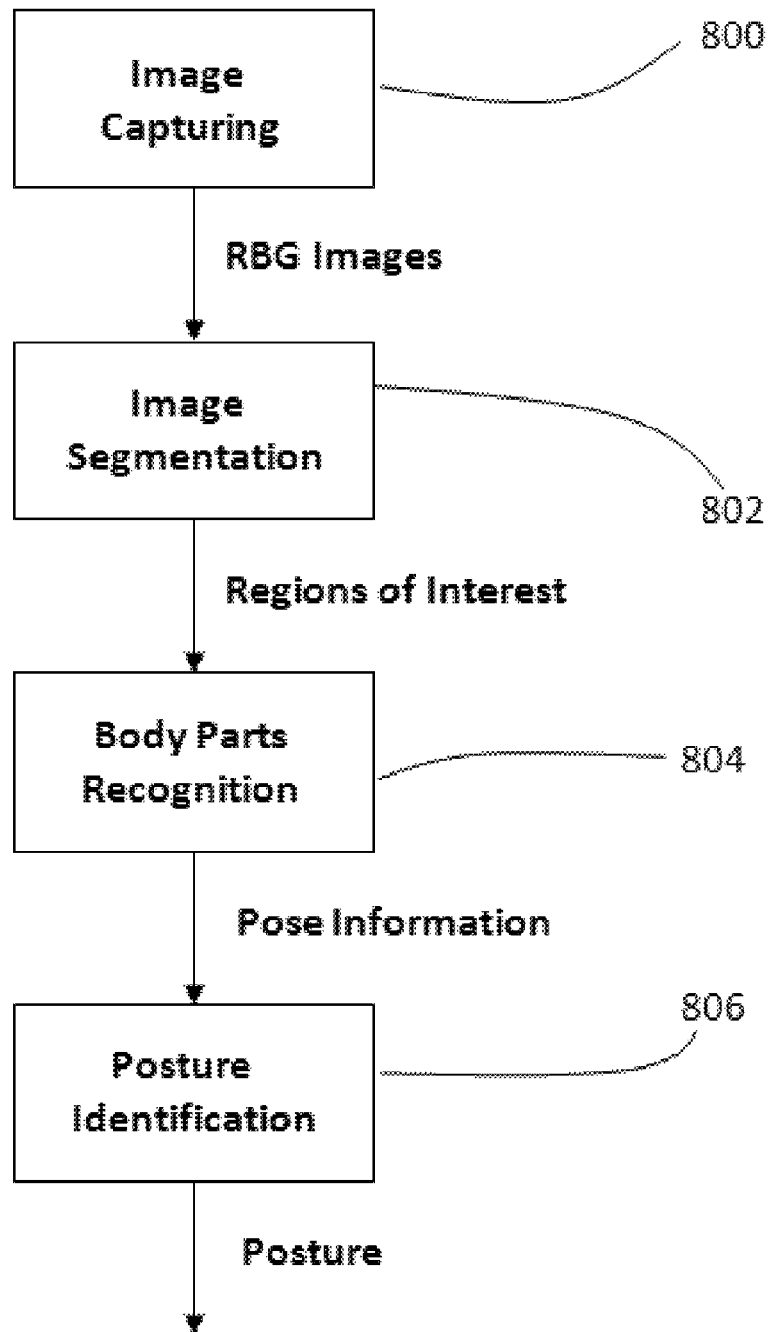 Image
Capturing
800
RBG Images
Image
Segmentation
802
Regions of Interest
Body Parts
Recognition
804
Pose Information
806
Posture
Identification
Posture